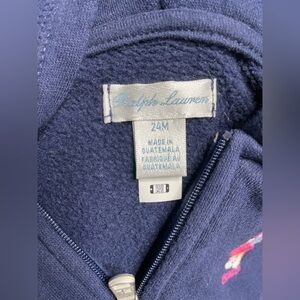 Ralph Lauren
24M
MADE IN
GUATEMALA
FABRIQUÉ AU
GUATEMALA